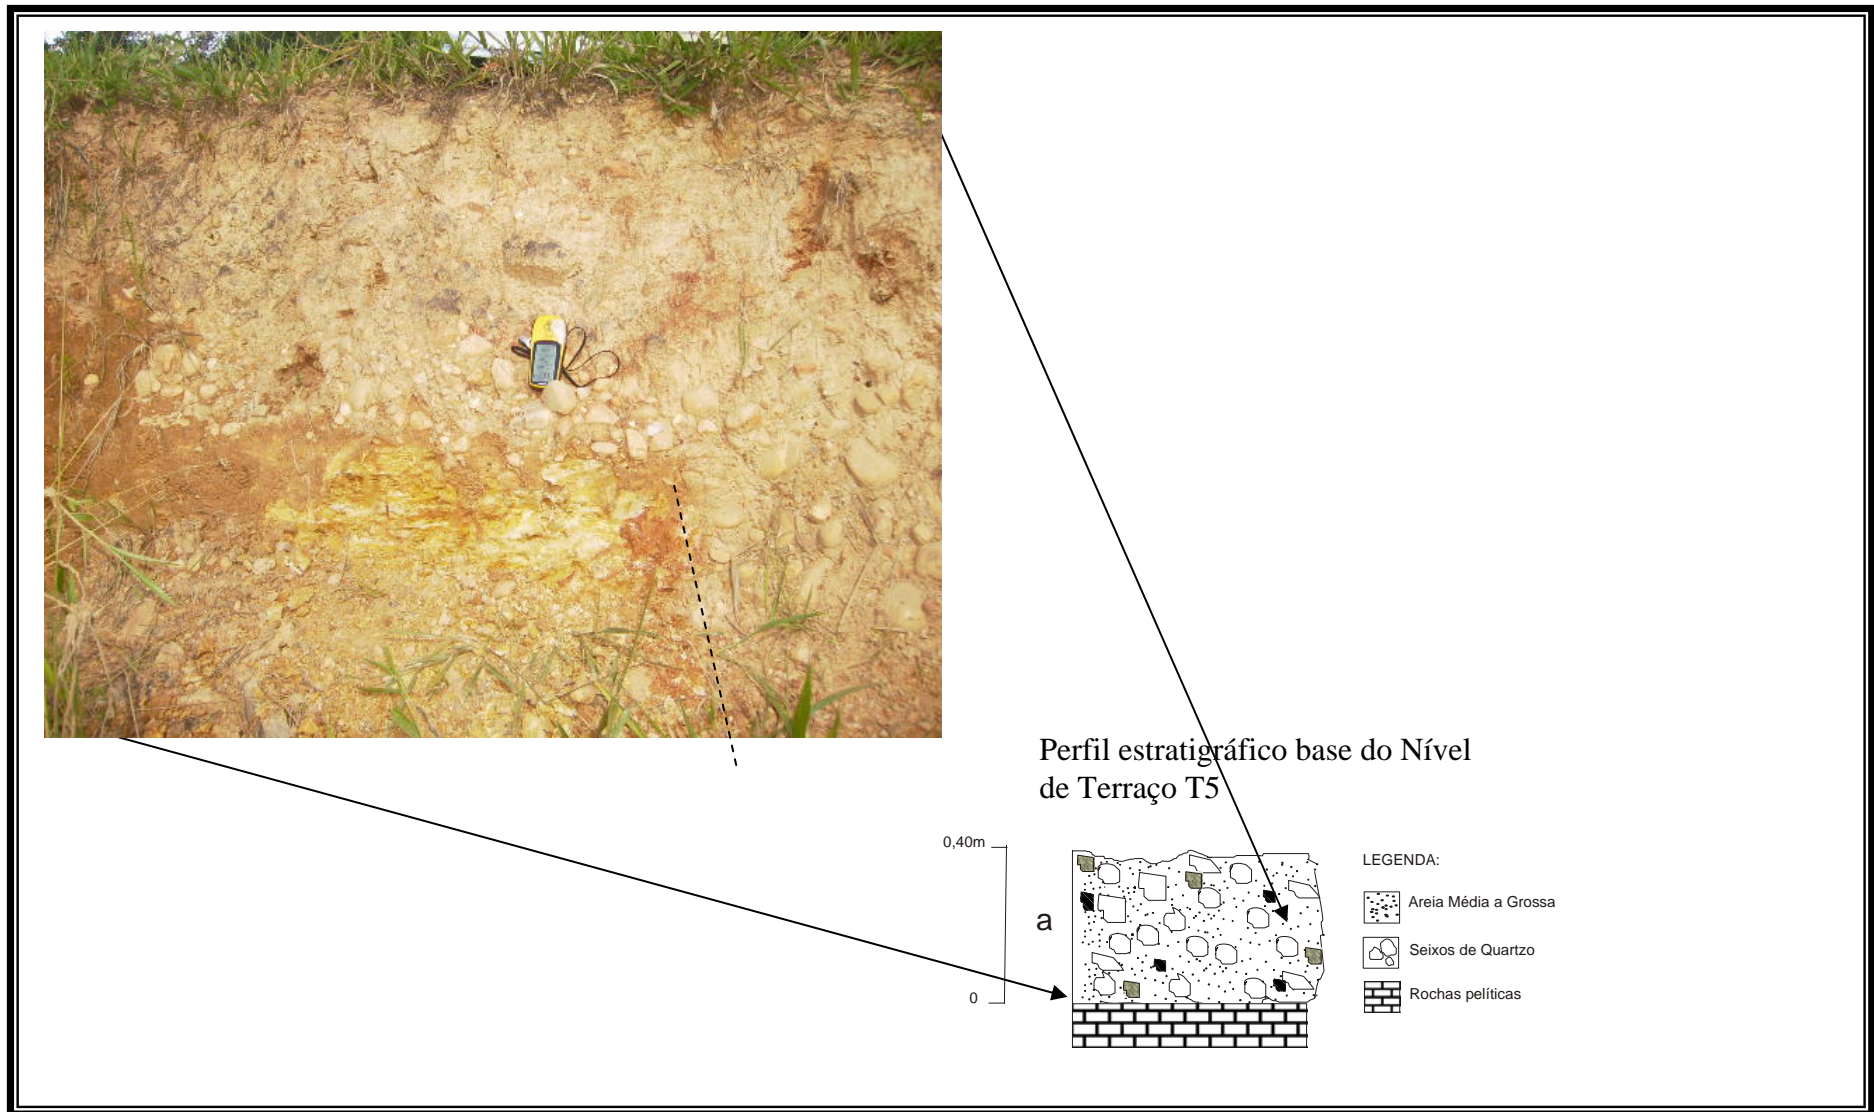 Perfil estratigráfico base do Nível
de Terraço T5
0,40m
a
0
LEGENDA:
Areia Média a Grossa
Seixos de Quartzo
Rochas pelíticas